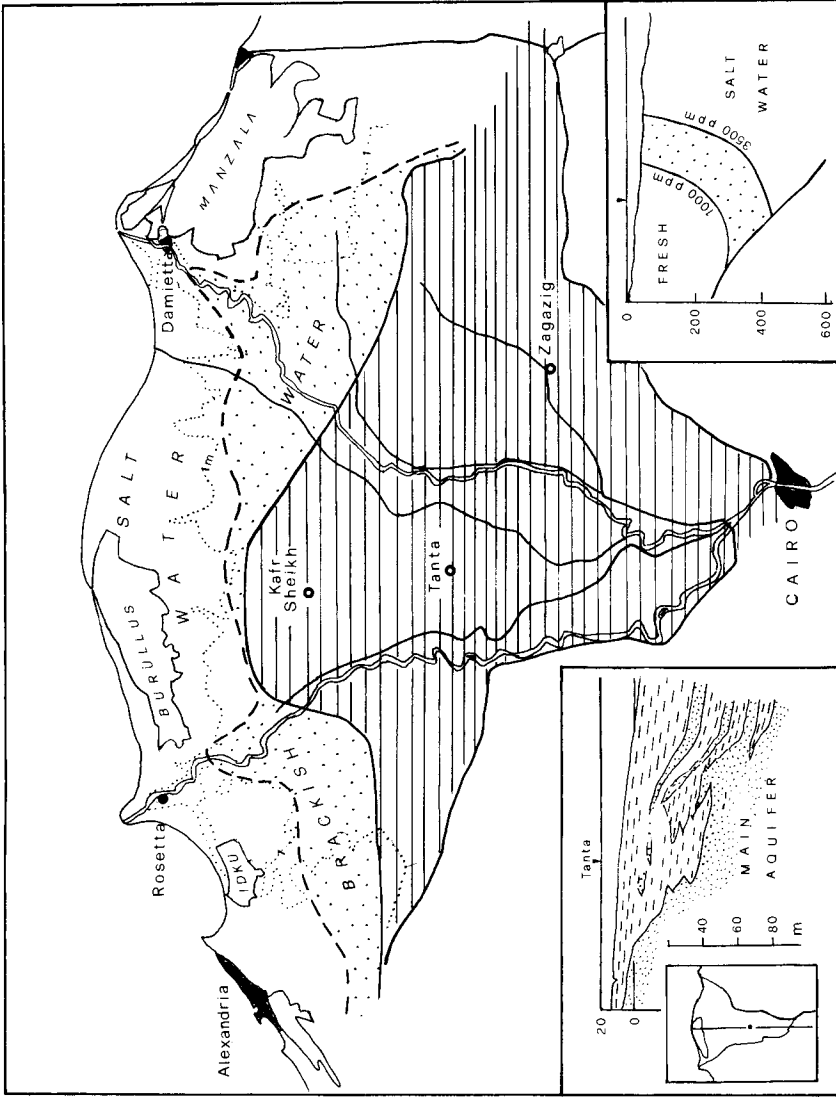 Alexandria
Rosetta
IDKU
BURULLUS
SALT
WATER
1m
Damietta
MANZALA
BRACKISH
WATER
Kafr
Sheikh
Tanta
Zagazig
CAIRO
Tanta
20
0
40
60
80
m
MAIN
AQUIFER
0
200
400
600
FRESH
1000 ppm
3500 ppm
SALT
WATER